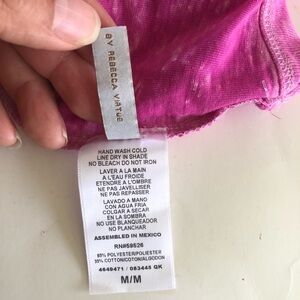 BY REBECCA VIRTUE
HAND WASH COLD
LINE DRY IN SHADE
NO BLEACH DO NOT IRON
LAVER A LA MAIN
A L'EAU FROIDE
ETENDRE A L'OMBRE
NE PAS JAVELLISER
NE PAS REPASSER
LAVADO A MANO
CON AGUA FRIA
COLGAR A SECAR
EN LA SOMBRA
NO USE BLANQUEADOR
NO PLANCHAR
ASSEMBLED IN MEXICO
RN#59826
65% POLYESTER/POLIESTER
35% COTTON/COTON/ALGODON
4649471 / 083445 GK
M/M